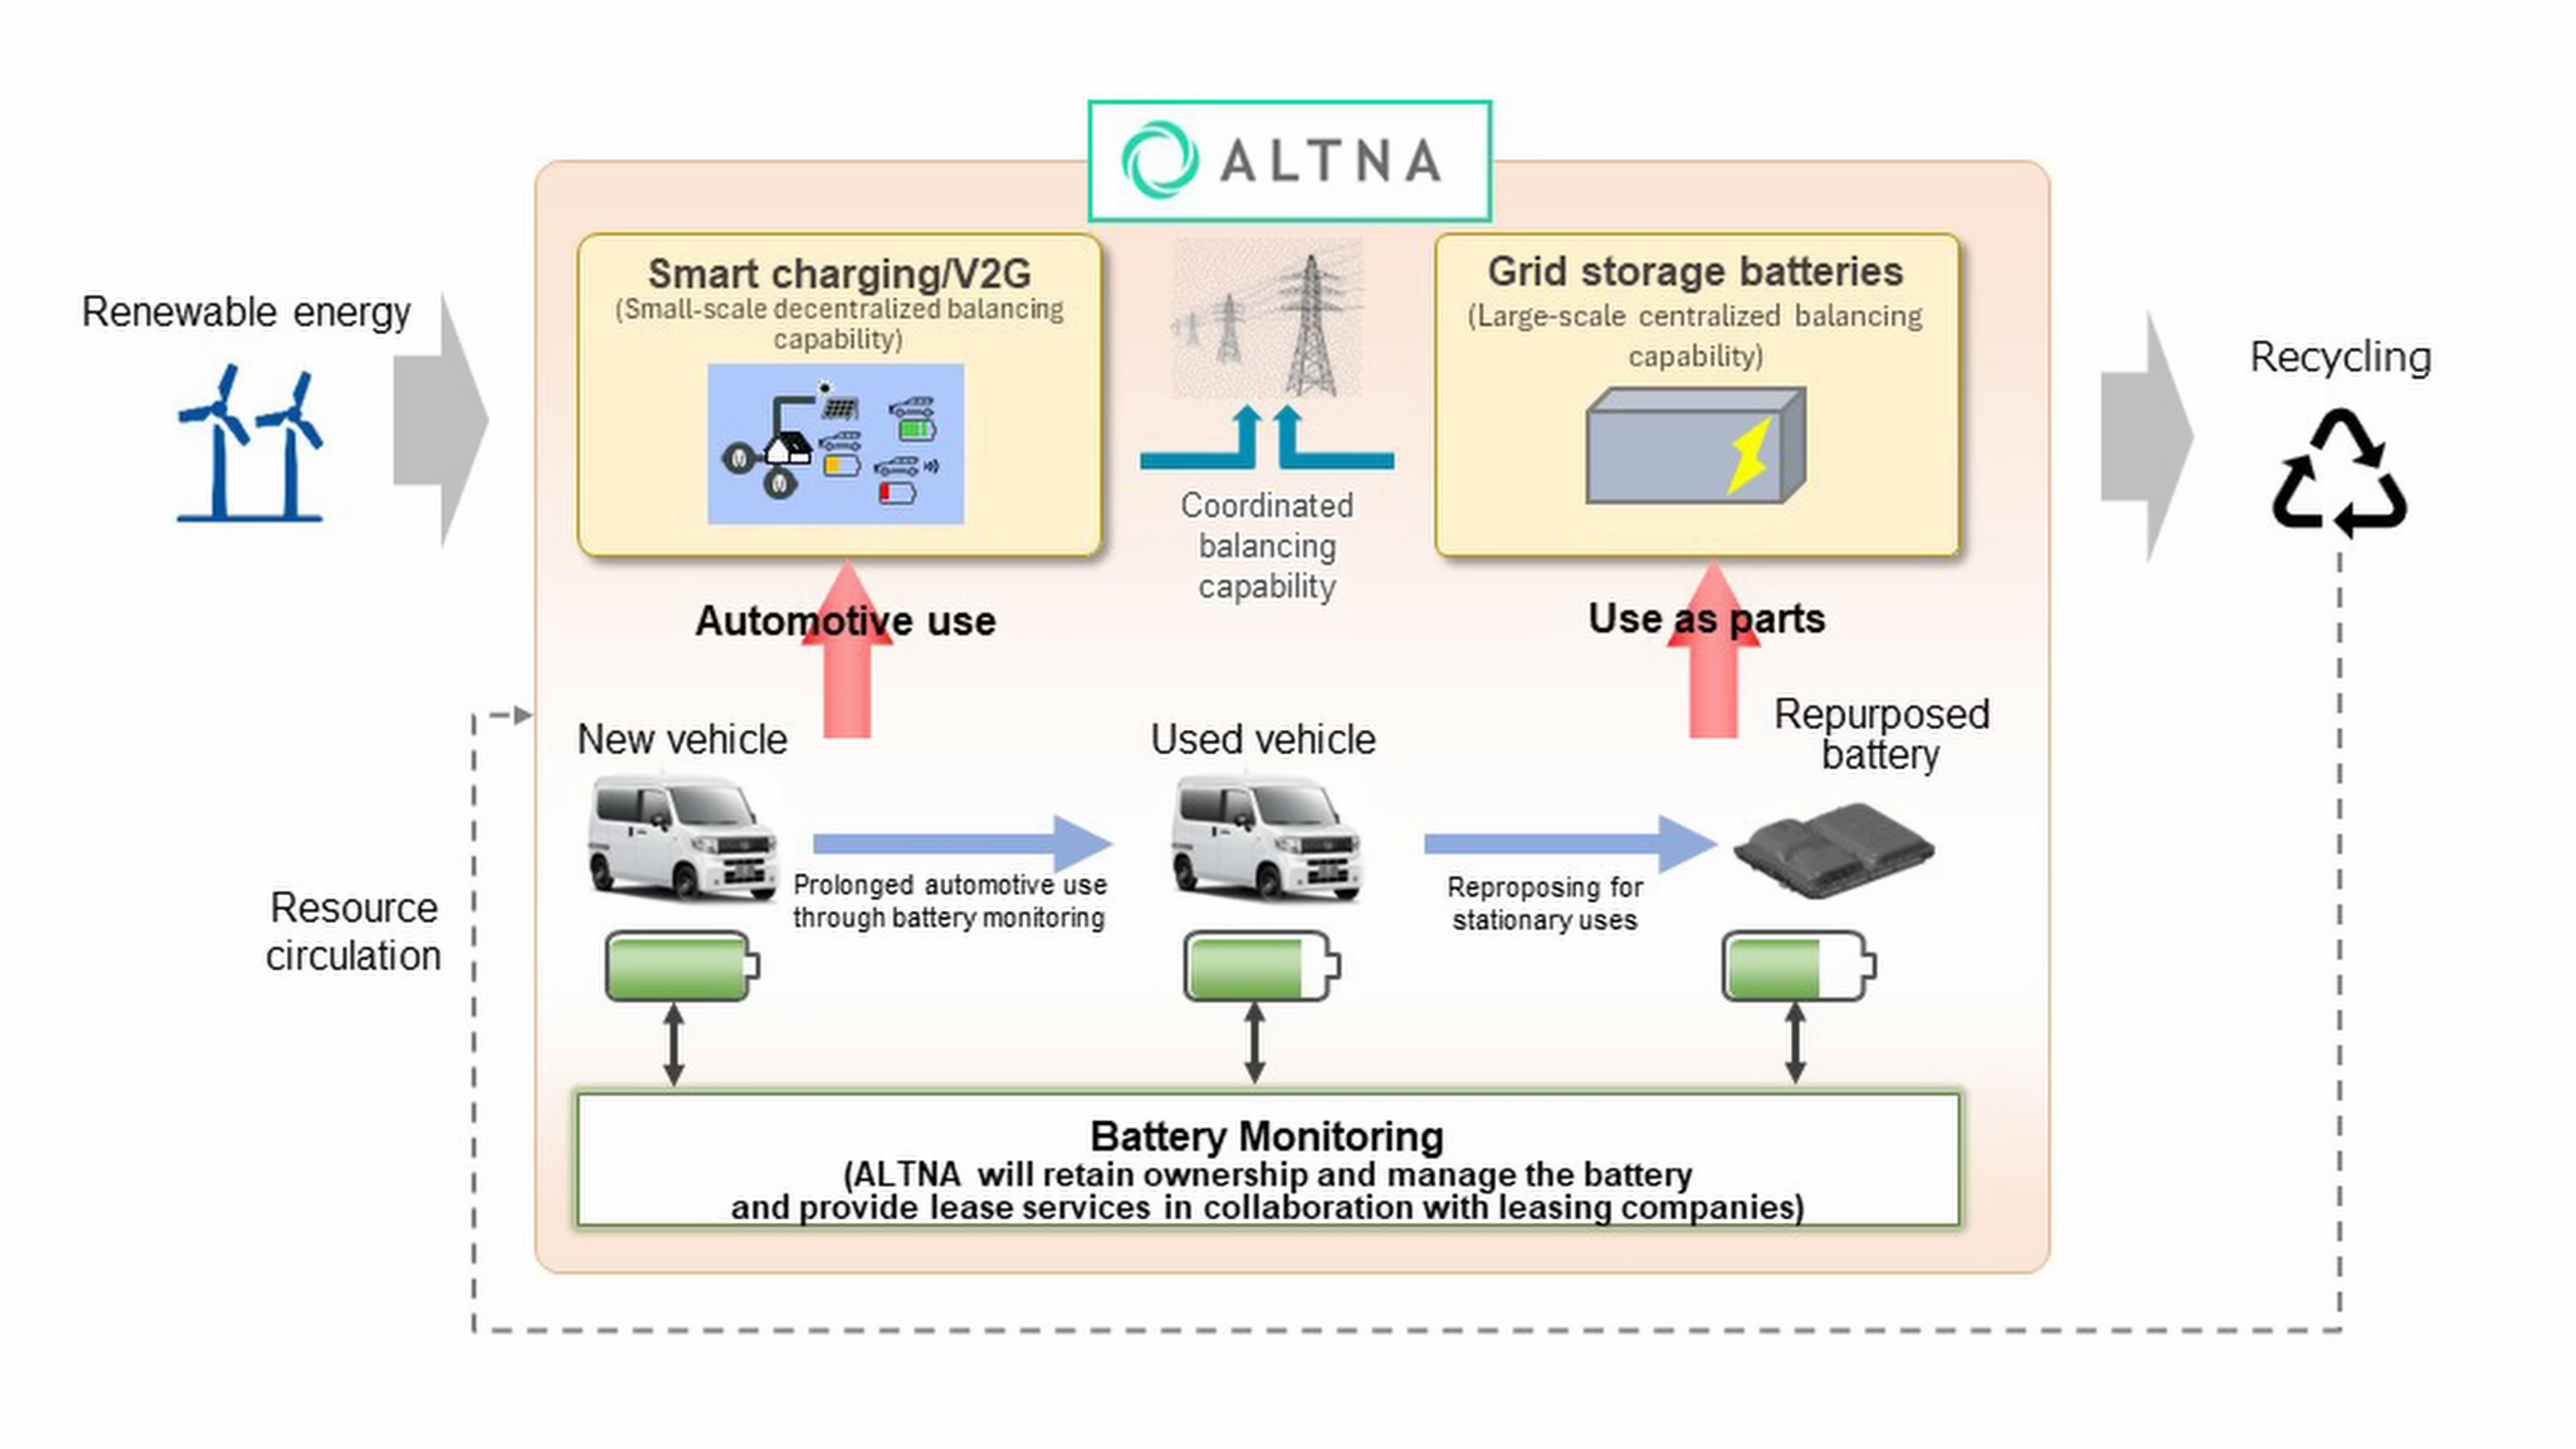 ALTNA
Renewable energy
Smart charging/V2G
(Small-scale decentralized balancing
capability)
Coordinated
balancing
capability
Grid storage batteries
(Large-scale centralized balancing
capability)
Recycling
Automotive use
Use as parts
New vehicle
Used vehicle
Repurposed
battery
Prolonged automotive use
through battery monitoring
Reproposing for
stationary uses
Resource
circulation
Battery Monitoring
(ALTNA will retain ownership and manage the battery
and provide lease services in collaboration with leasing companies)